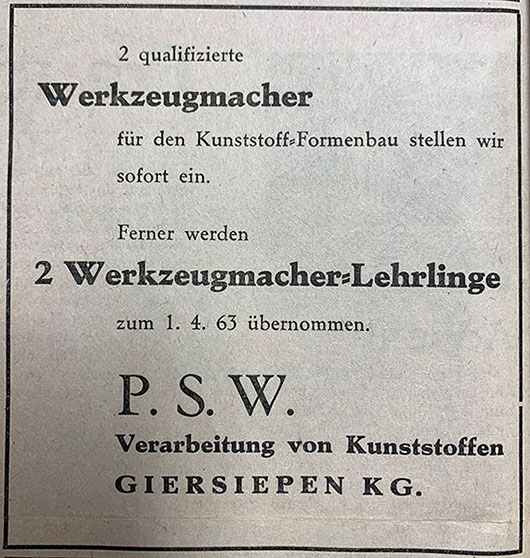 2 qualifizierte
Werkzeugmacher
für den Kunststoff=Formenbau stellen wir
sofort ein.
Ferner werden
2 Werkzeugmacher=Lehrlinge
zum 1. 4. 63 übernommen.
P. S. W.
Verarbeitung von Kunststoffen
GIERSIEPEN KG.